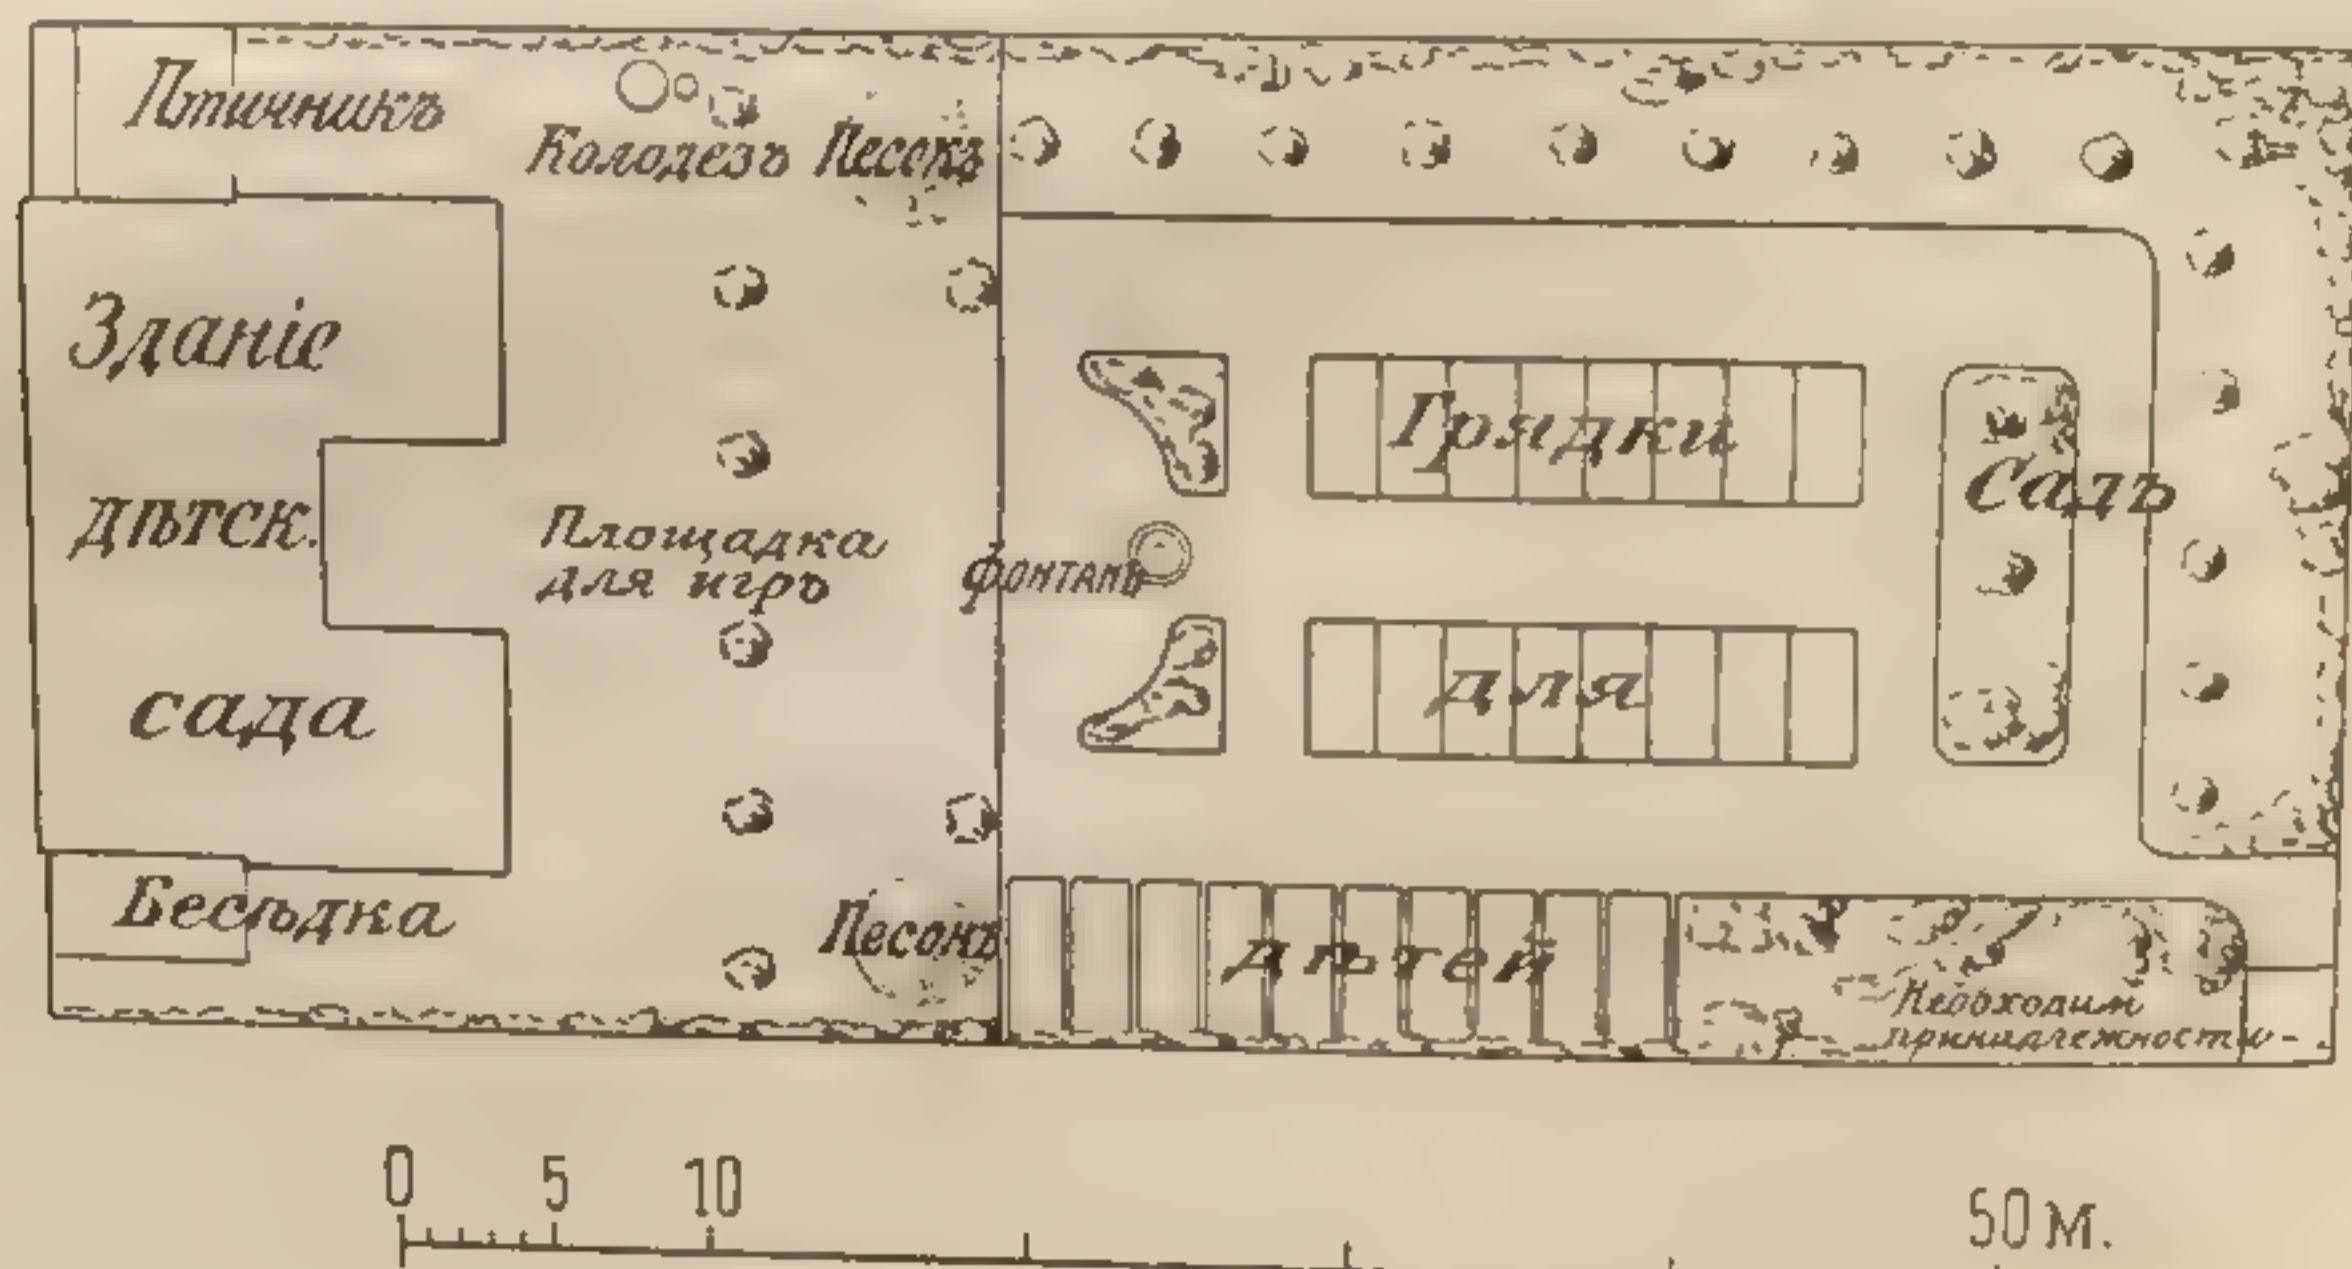 Птичникъ
Колодезъ
Песокъ
Зданіе
дѣтск.
сада
Площадка
для игръ
фонтанъ
Грядки
для
дѣтей
Садъ
Бесѣдка
Песокъ
Необходим
принадлежности
0 5 10 50 м.